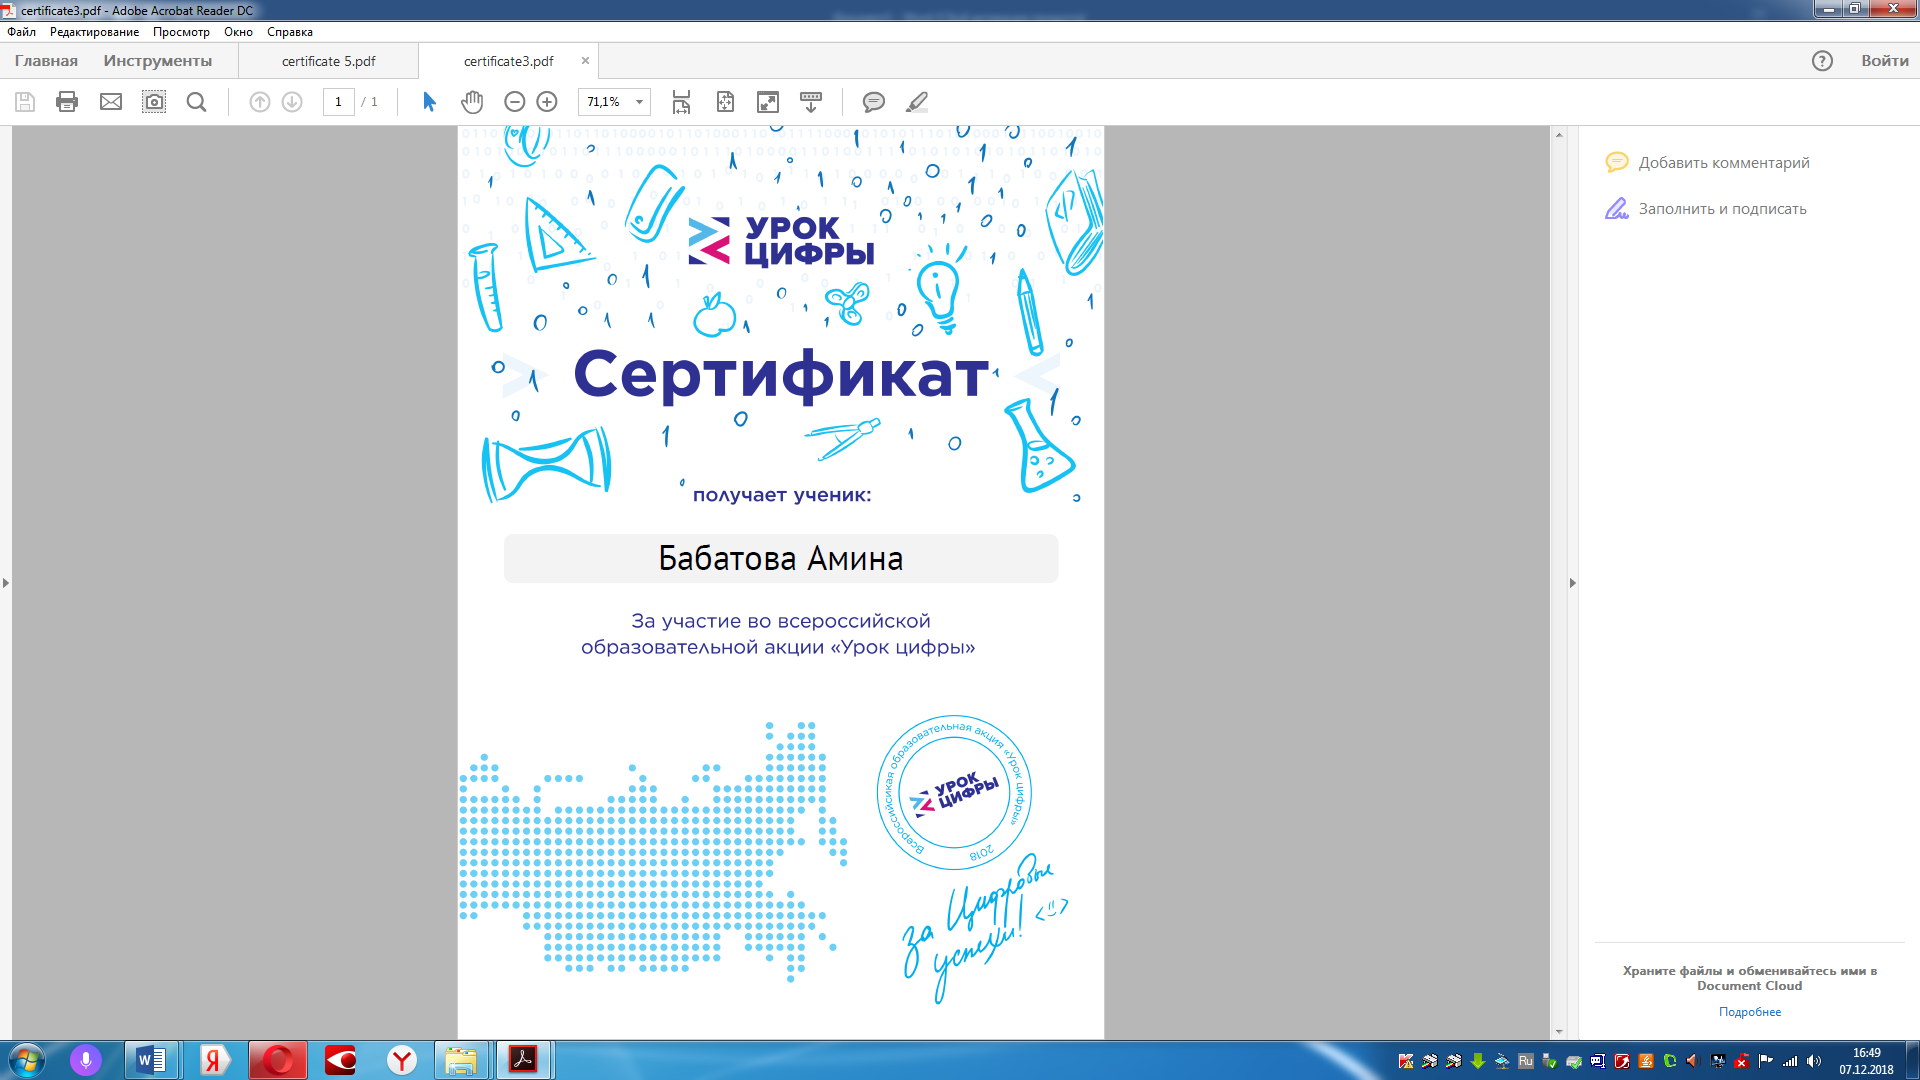 certificate3.pdf - Adobe Acrobat Reader DC
Файл Редактирование Просмотр Окно Справка
Главная Инструменты certificate 5.pdf certificate3.pdf × ? Войти
1 / 1 71,1%
Добавить комментарий
Заполнить и подписать
УРОК
ЦИФРЫ
Сертификат
получает ученик:
Бабатова Амина
За участие во всероссийской
образовательной акции «Урок цифры»
Всероссийсикая образовательная акция «Урок цифры»
2018
УРОК
ЦИФРЫ
за Цифровые
успехи! <:)>
Храните файлы и обменивайтесь ими в
Document Cloud
Подробнее
Ru
16:49
07.12.2018